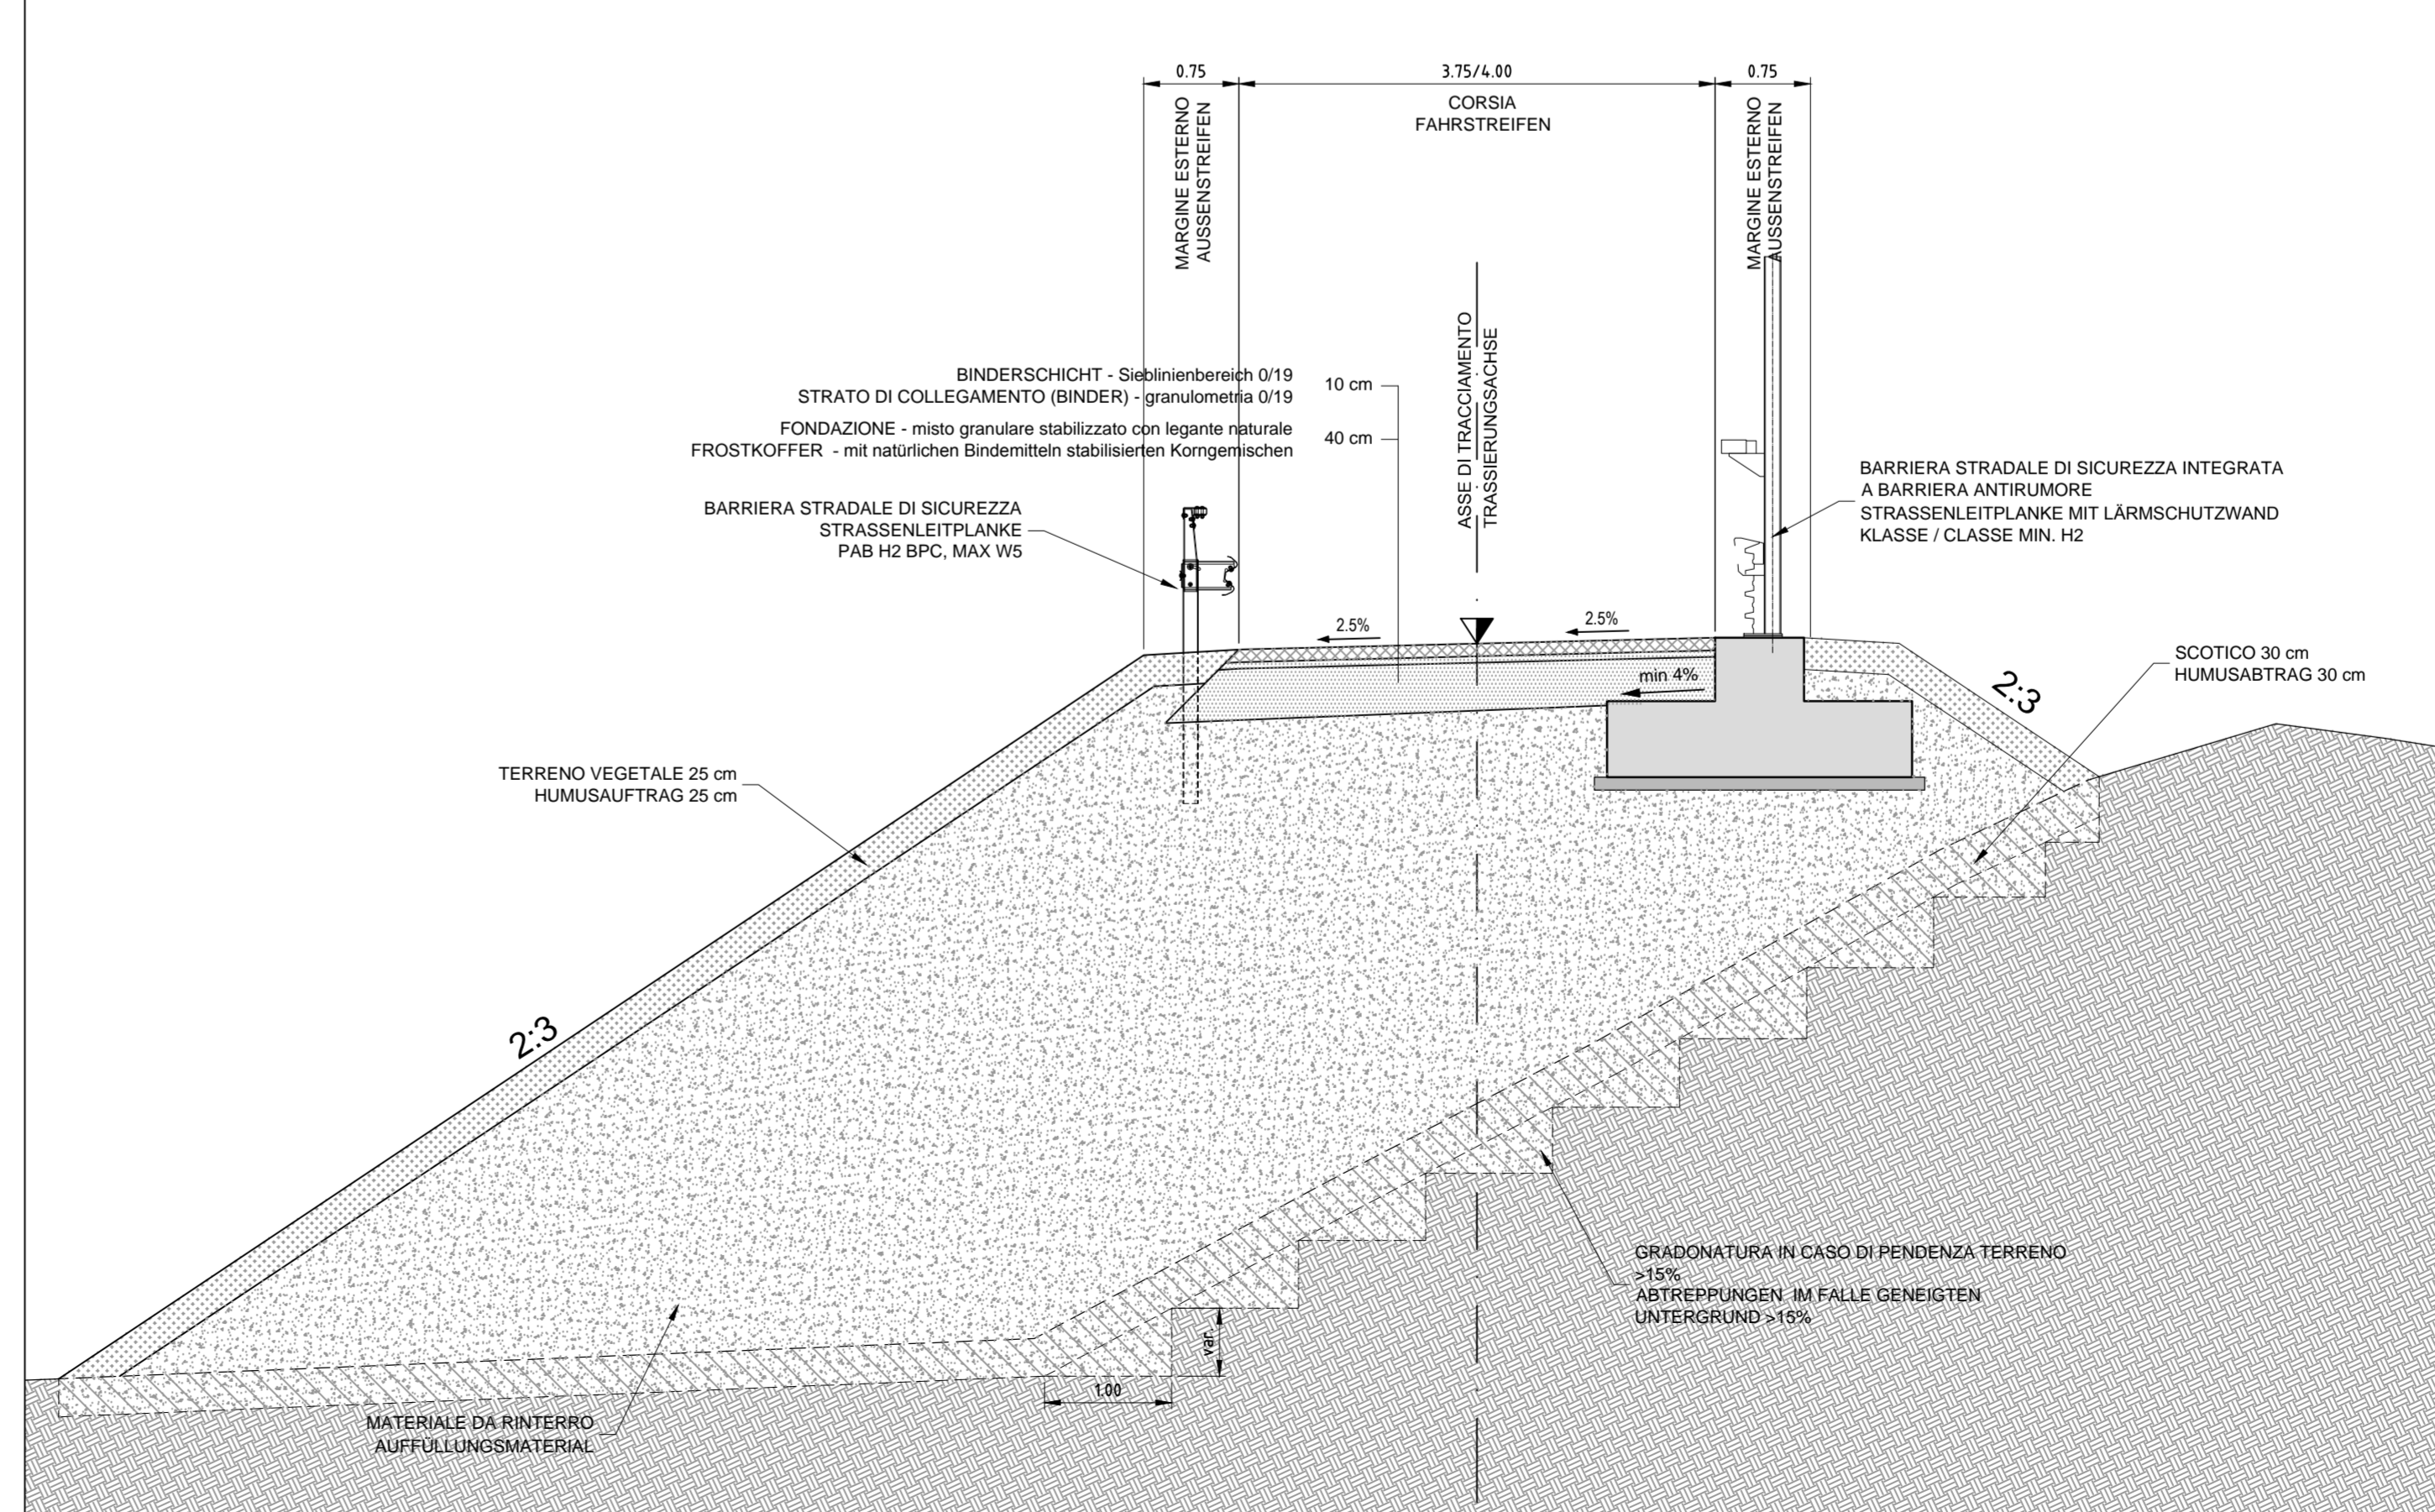 0.75
3.75/4.00
0.75
MARGINE ESTERNO
AUSSENSTREIFEN
CORSIA
FAHRSTREIFEN
MARGINE ESTERNO
AUSSENSTREIFEN
ASSE DI TRACCIAMENTO
TRASSIERUNGSACHSE
BINDERSCHICHT - Sieblinienbereich 0/19
STRATO DI COLLEGAMENTO (BINDER) - granulometria 0/19
10 cm
FONDAZIONE - misto granulare stabilizzato con legante naturale
FROSTKOFFER - mit natürlichen Bindemitteln stabilisierten Korngemischen
40 cm
BARRIERA STRADALE DI SICUREZZA
STRASSENLEITPLANKE
PAB H2 BPC, MAX W5
BARRIERA STRADALE DI SICUREZZA INTEGRATA
A BARRIERA ANTIRUMORE
STRASSENLEITPLANKE MIT LÄRMSCHUTZWAND
KLASSE / CLASSE MIN. H2
2.5%
2.5%
min 4%
SCOTICO 30 cm
HUMUSABTRAG 30 cm
2:3
TERRENO VEGETALE 25 cm
HUMUSAUFTRAG 25 cm
2:3
GRADONATURA IN CASO DI PENDENZA TERRENO
>15%
ABTREPPUNGEN IM FALLE GENEIGTEN
UNTERGRUND >15%
var.
1.00
MATERIALE DA RINTERRO
AUFFÜLLUNGSMATERIAL